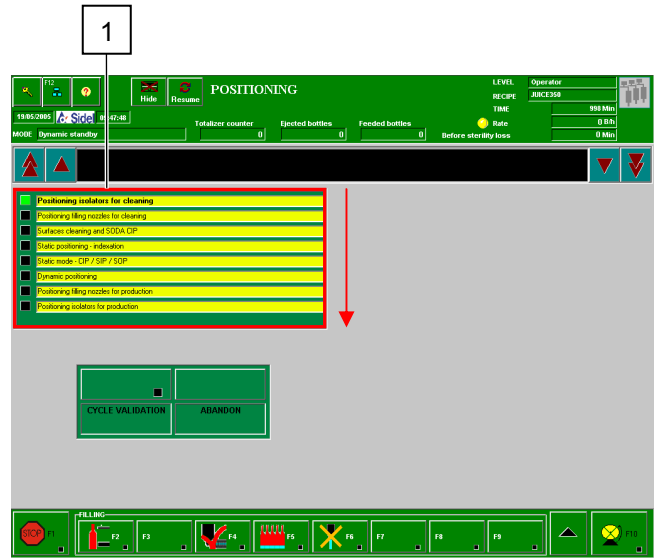 1
F12
?
Hide
Resume
POSITIONING
LEVEL Operator
RECIPE JUICE350
TIME 998 Min
19/05/2005 Sidel 09:47:48
Totalizer counter Ejected bottles Feeded bottles Rate 0 B/h
MODE Dynamic standby 0 0 0 Before sterility loss 0 Min
Positioning isolators for cleaning
Positioning filling nozzles for cleaning
Surfaces cleaning and SODA CIP
Static positioning - indexation
Static mode - CIP / SIP / SOP
Dynamic positioning
Positioning filling nozzles for production
Positioning isolators for production
CYCLE VALIDATION ABANDON
FILLING
STOP F1 F2 F3 F4 F5 F6 F7 F8 F9 F10